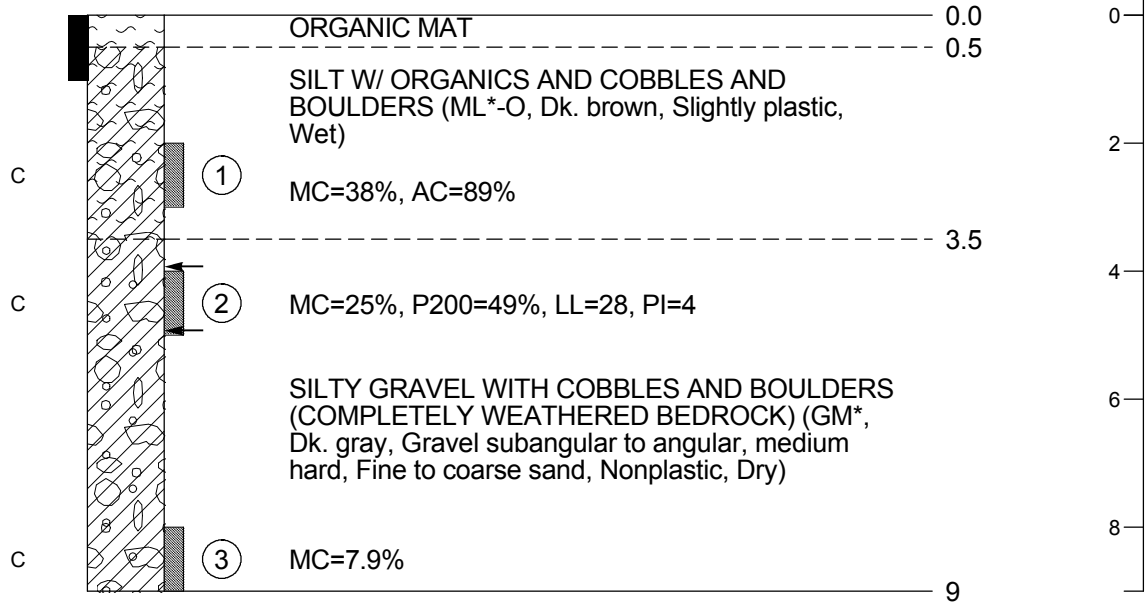 0.0
0
ORGANIC MAT
0.5
SILT W/ ORGANICS AND COBBLES AND
BOULDERS (ML*-O, Dk. brown, Slightly plastic,
Wet)
2
C
1
MC=38%, AC=89%
3.5
4
C
2
MC=25%, P200=49%, LL=28, PI=4
SILTY GRAVEL WITH COBBLES AND BOULDERS
(COMPLETELY WEATHERED BEDROCK) (GM*,
Dk. gray, Gravel subangular to angular, medium
hard, Fine to coarse sand, Nonplastic, Dry)
6
8
C
3
MC=7.9%
9